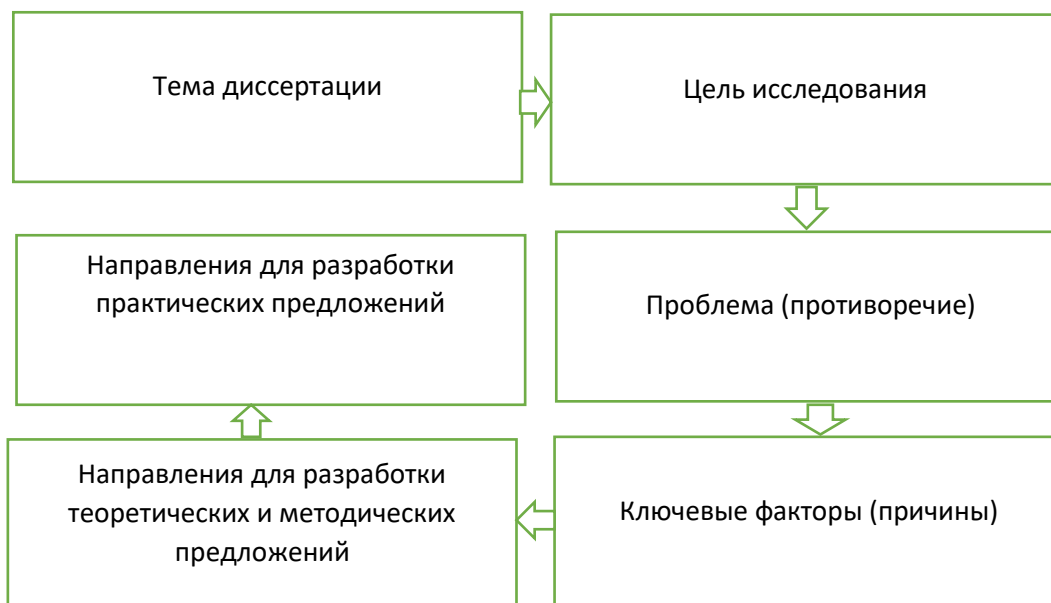 Тема диссертации
Цель исследования
Направления для разработки
практических предложений
Проблема (противоречие)
Направления для разработки
теоретических и методических
предложений
Ключевые факторы (причины)